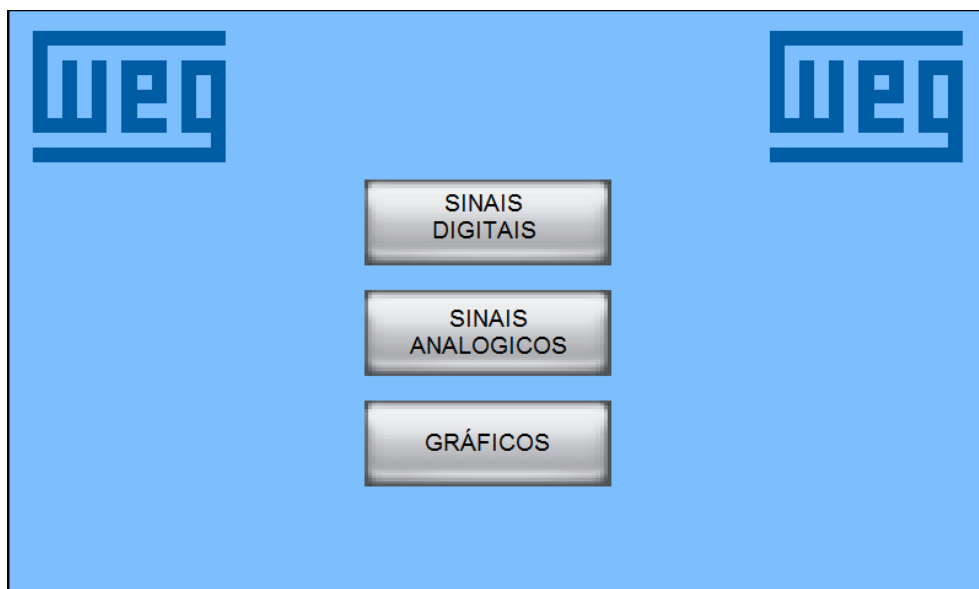 weg
weg
SINAIS
DIGITAIS
SINAIS
ANALOGICOS
GRÁFICOS